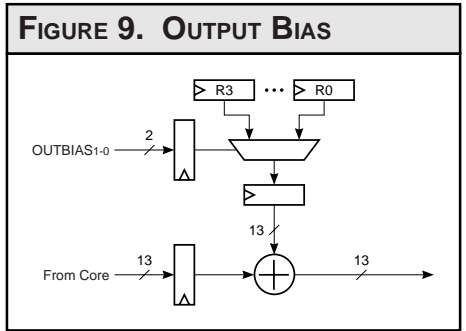 FIGURE 9. OUTPUT BIAS
R3 ••• R0
2
OUTBIAS1-0
13
13
13
From Core